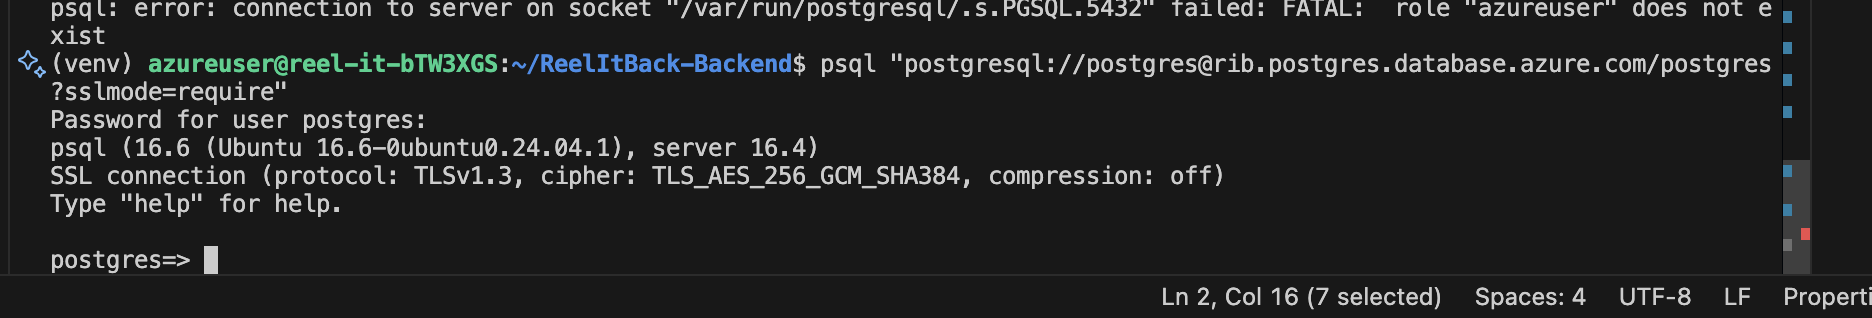 psql: error: connection to server on socket "/var/run/postgresql/.s.PGSQL.5432" failed: FATAL:  role "azureuser" does not e
xist
(venv) azureuser@reel-it-bTW3XGS:~/ReelItBack-Backend$ psql "postgresql://postgres@rib.postgres.database.azure.com/postgres
?sslmode=require"
Password for user postgres:
psql (16.6 (Ubuntu 16.6-0ubuntu0.24.04.1), server 16.4)
SSL connection (protocol: TLSv1.3, cipher: TLS_AES_256_GCM_SHA384, compression: off)
Type "help" for help.
postgres=>
Ln 2, Col 16 (7 selected) Spaces: 4 UTF-8 LF Properti